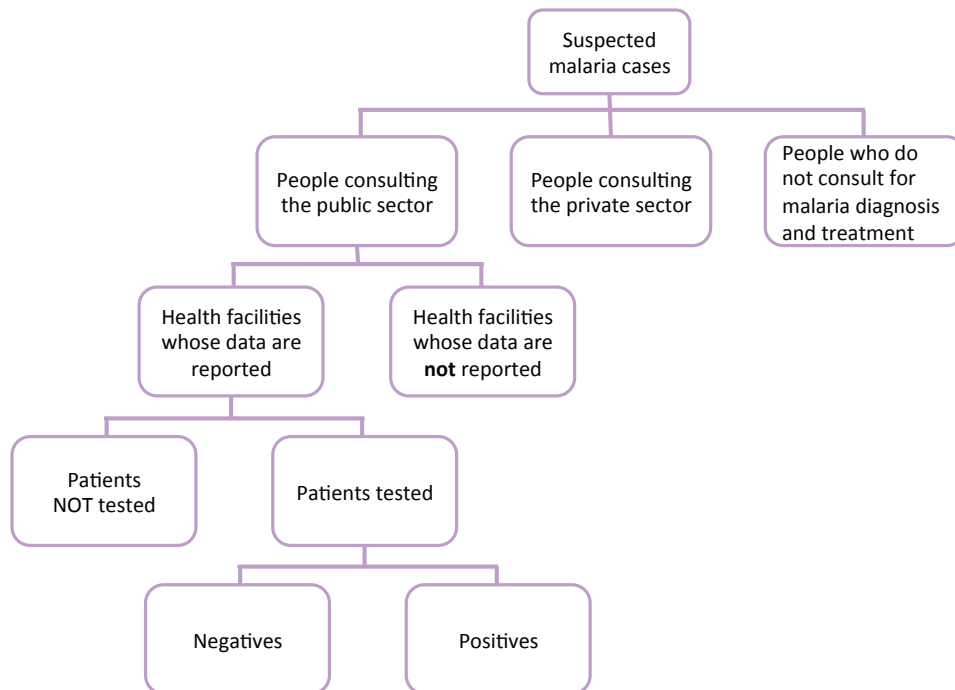 Suspected
malaria cases
People consulting
the public sector
People consulting
the private sector
People who do
not consult for
malaria diagnosis
and treatment
Health facilities
whose data are
reported
Health facilities
whose data are
not reported
Patients
NOT tested
Patients tested
Negatives
Positives